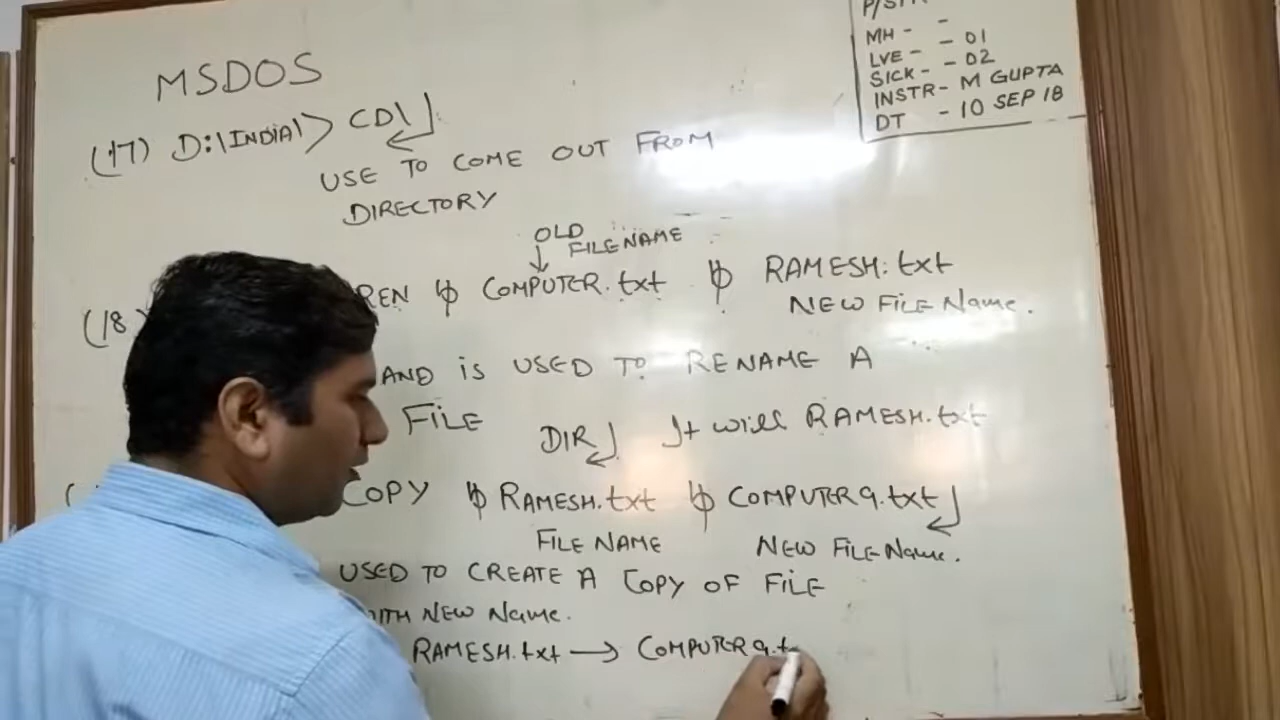 MSDOS
P/STR
MH - -
LVE - - 01
SICK - - 02
INSTR - M GUPTA
DT - 10 SEP 18
(17) D:\INDIA\> CD\
USE TO COME OUT FROM
DIRECTORY
OLD
FILENAME
(18) REN COMPUTER.txt RAMESH.txt
NEW FILE Name.
AND iS USED TO RENAME A
FiLE
DIR It will RAMESH.txt
COPY RAMESH.txt COMPUTER9.txt
FILE NAME NEW FILE Name.
USED TO CREATE A COPY OF FiLE
WITH NEW Name.
RAMESH.txt → COMPUTER9.t